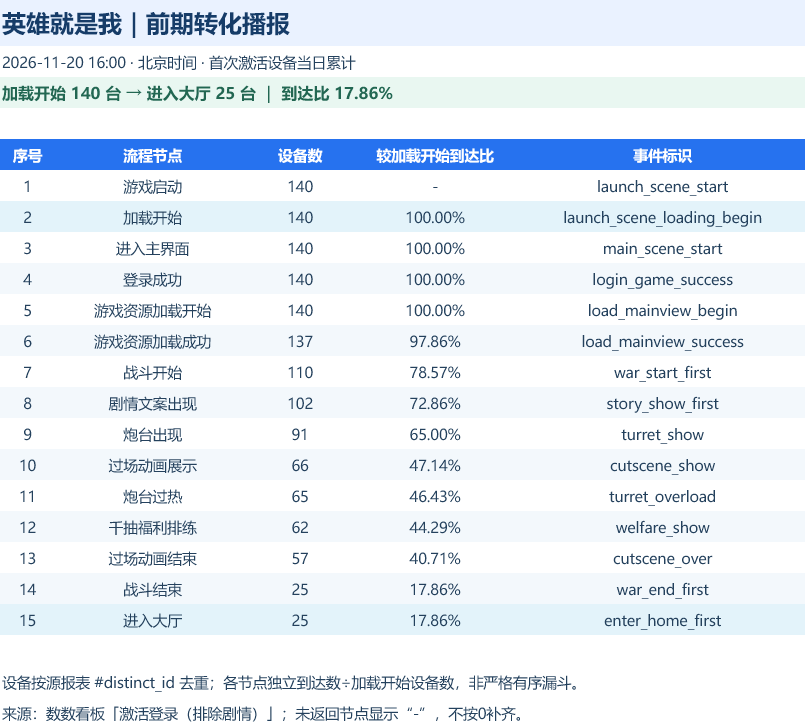 英雄就是我｜前期转化播报
2026-11-20 16:00 · 北京时间 · 首次激活设备当日累计
加载开始 140 台 → 进入大厅 25 台 ｜ 到达比 17.86%
序号 流程节点 设备数 较加载开始到达比 事件标识
1 游戏启动 140 - launch_scene_start
2 加载开始 140 100.00% launch_scene_loading_begin
3 进入主界面 140 100.00% main_scene_start
4 登录成功 140 100.00% login_game_success
5 游戏资源加载开始 140 100.00% load_mainview_begin
6 游戏资源加载成功 137 97.86% load_mainview_success
7 战斗开始 110 78.57% war_start_first
8 剧情文案出现 102 72.86% story_show_first
9 炮台出现 91 65.00% turret_show
10 过场动画展示 66 47.14% cutscene_show
11 炮台过热 65 46.43% turret_overload
12 千抽福利排练 62 44.29% welfare_show
13 过场动画结束 57 40.71% cutscene_over
14 战斗结束 25 17.86% war_end_first
15 进入大厅 25 17.86% enter_home_first
设备按源报表 #distinct_id 去重；各节点独立到达数÷加载开始设备数，非严格有序漏斗。
来源：数数看板「激活登录（排除剧情）」；未返回节点显示“-”，不按0补齐。